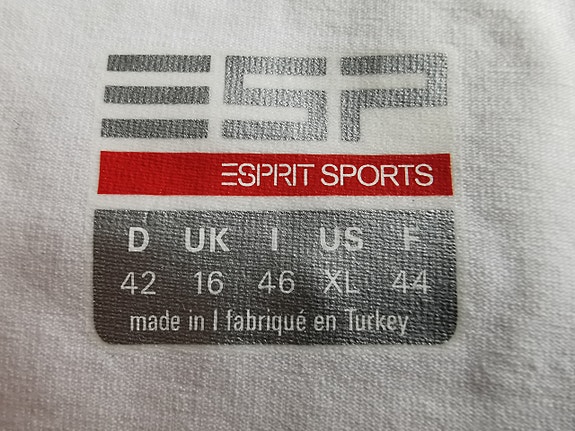 ESP
ESPRIT SPORTS
D UK I US F
42 16 46 XL 44
made in | fabriqué en Turkey